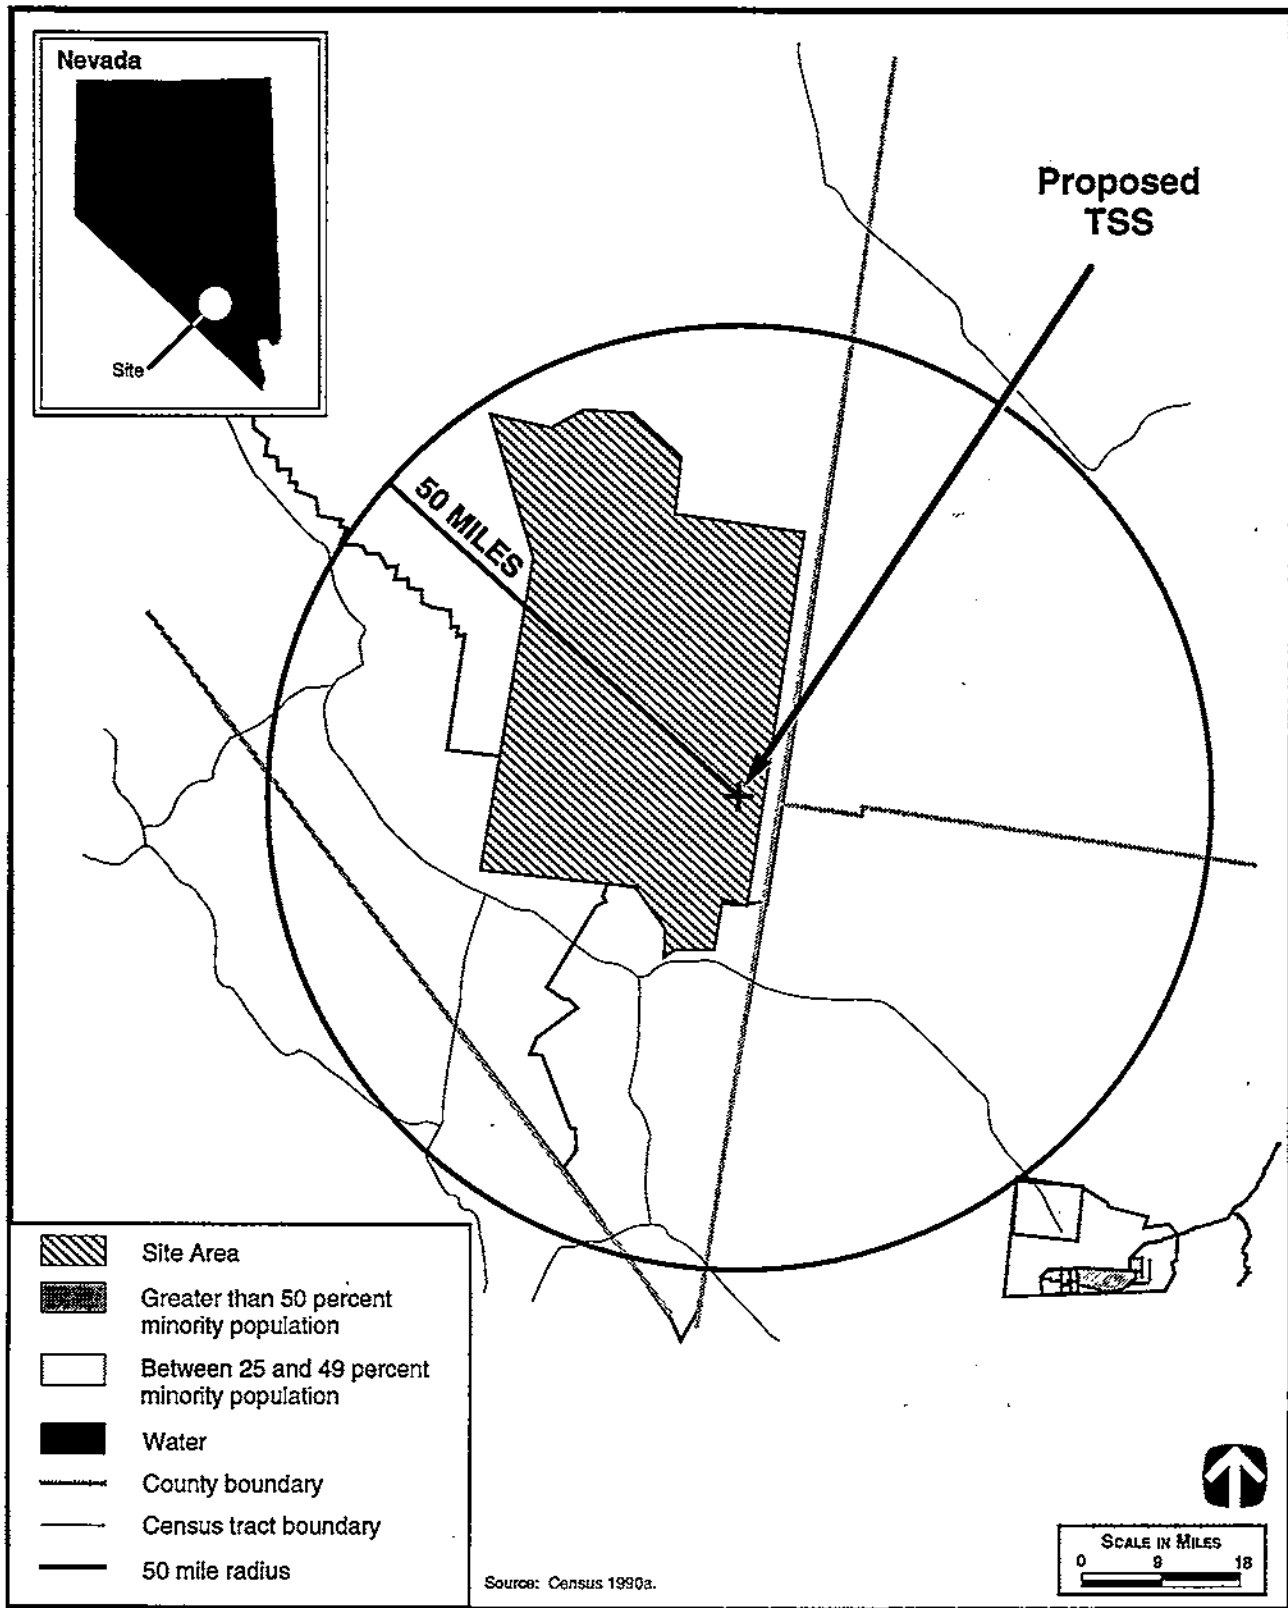 Nevada
Site
Proposed
TSS
50 MILES
Site Area
Greater than 50 percent
minority population
Between 25 and 49 percent
minority population
Water
County boundary
Census tract boundary
50 mile radius
Source: Census 1990a.
SCALE IN MILES
0 9 18